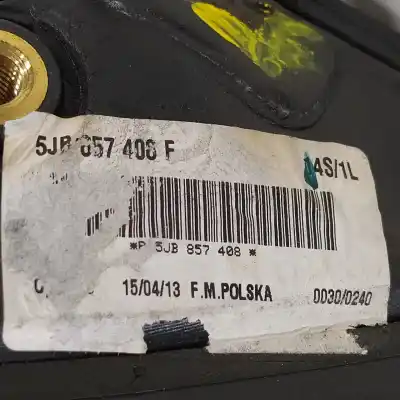 5JB 857 408 F
4S/1L
*P 5JB 857 408 *
15/04/13 F.M.POLSKA 0030/0240